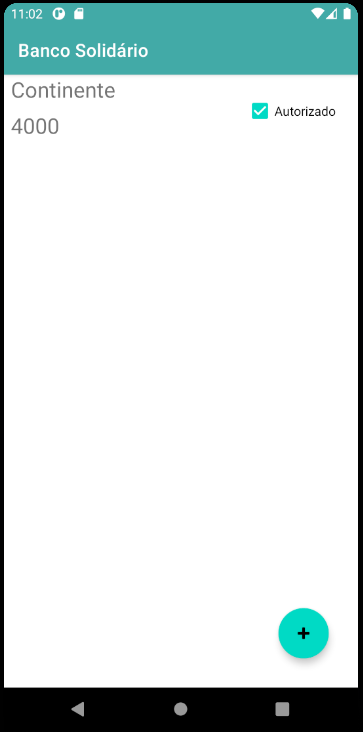 11:02
Banco Solidário
Continente
Autorizado
4000
+